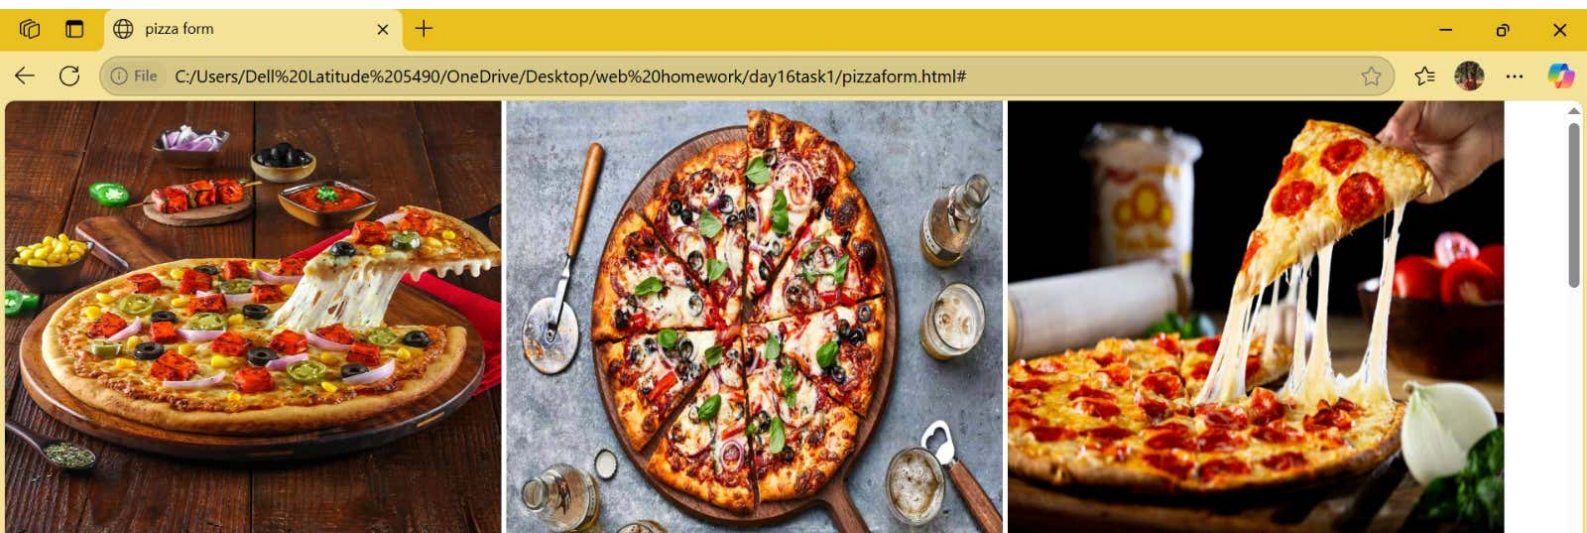 pizza form
File C:/Users/Dell%20Latitude%205490/OneDrive/Desktop/web%20homework/day16task1/pizzaform.html#